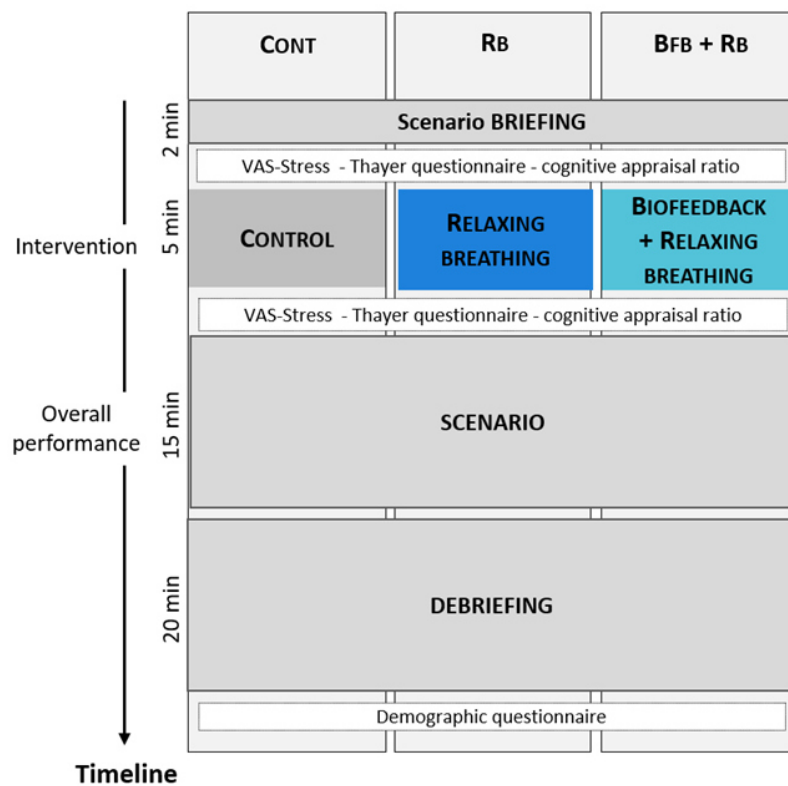 CONT
RB
BFB + RB
2 min
Scenario BRIEFING
VAS-Stress - Thayer questionnaire - cognitive appraisal ratio
Intervention
5 min
CONTROL
RELAXING
BREATHING
BIOFEEDBACK
+ RELAXING
BREATHING
VAS-Stress - Thayer questionnaire - cognitive appraisal ratio
Overall
performance
15 min
SCENARIO
20 min
DEBRIEFING
Demographic questionnaire
Timeline